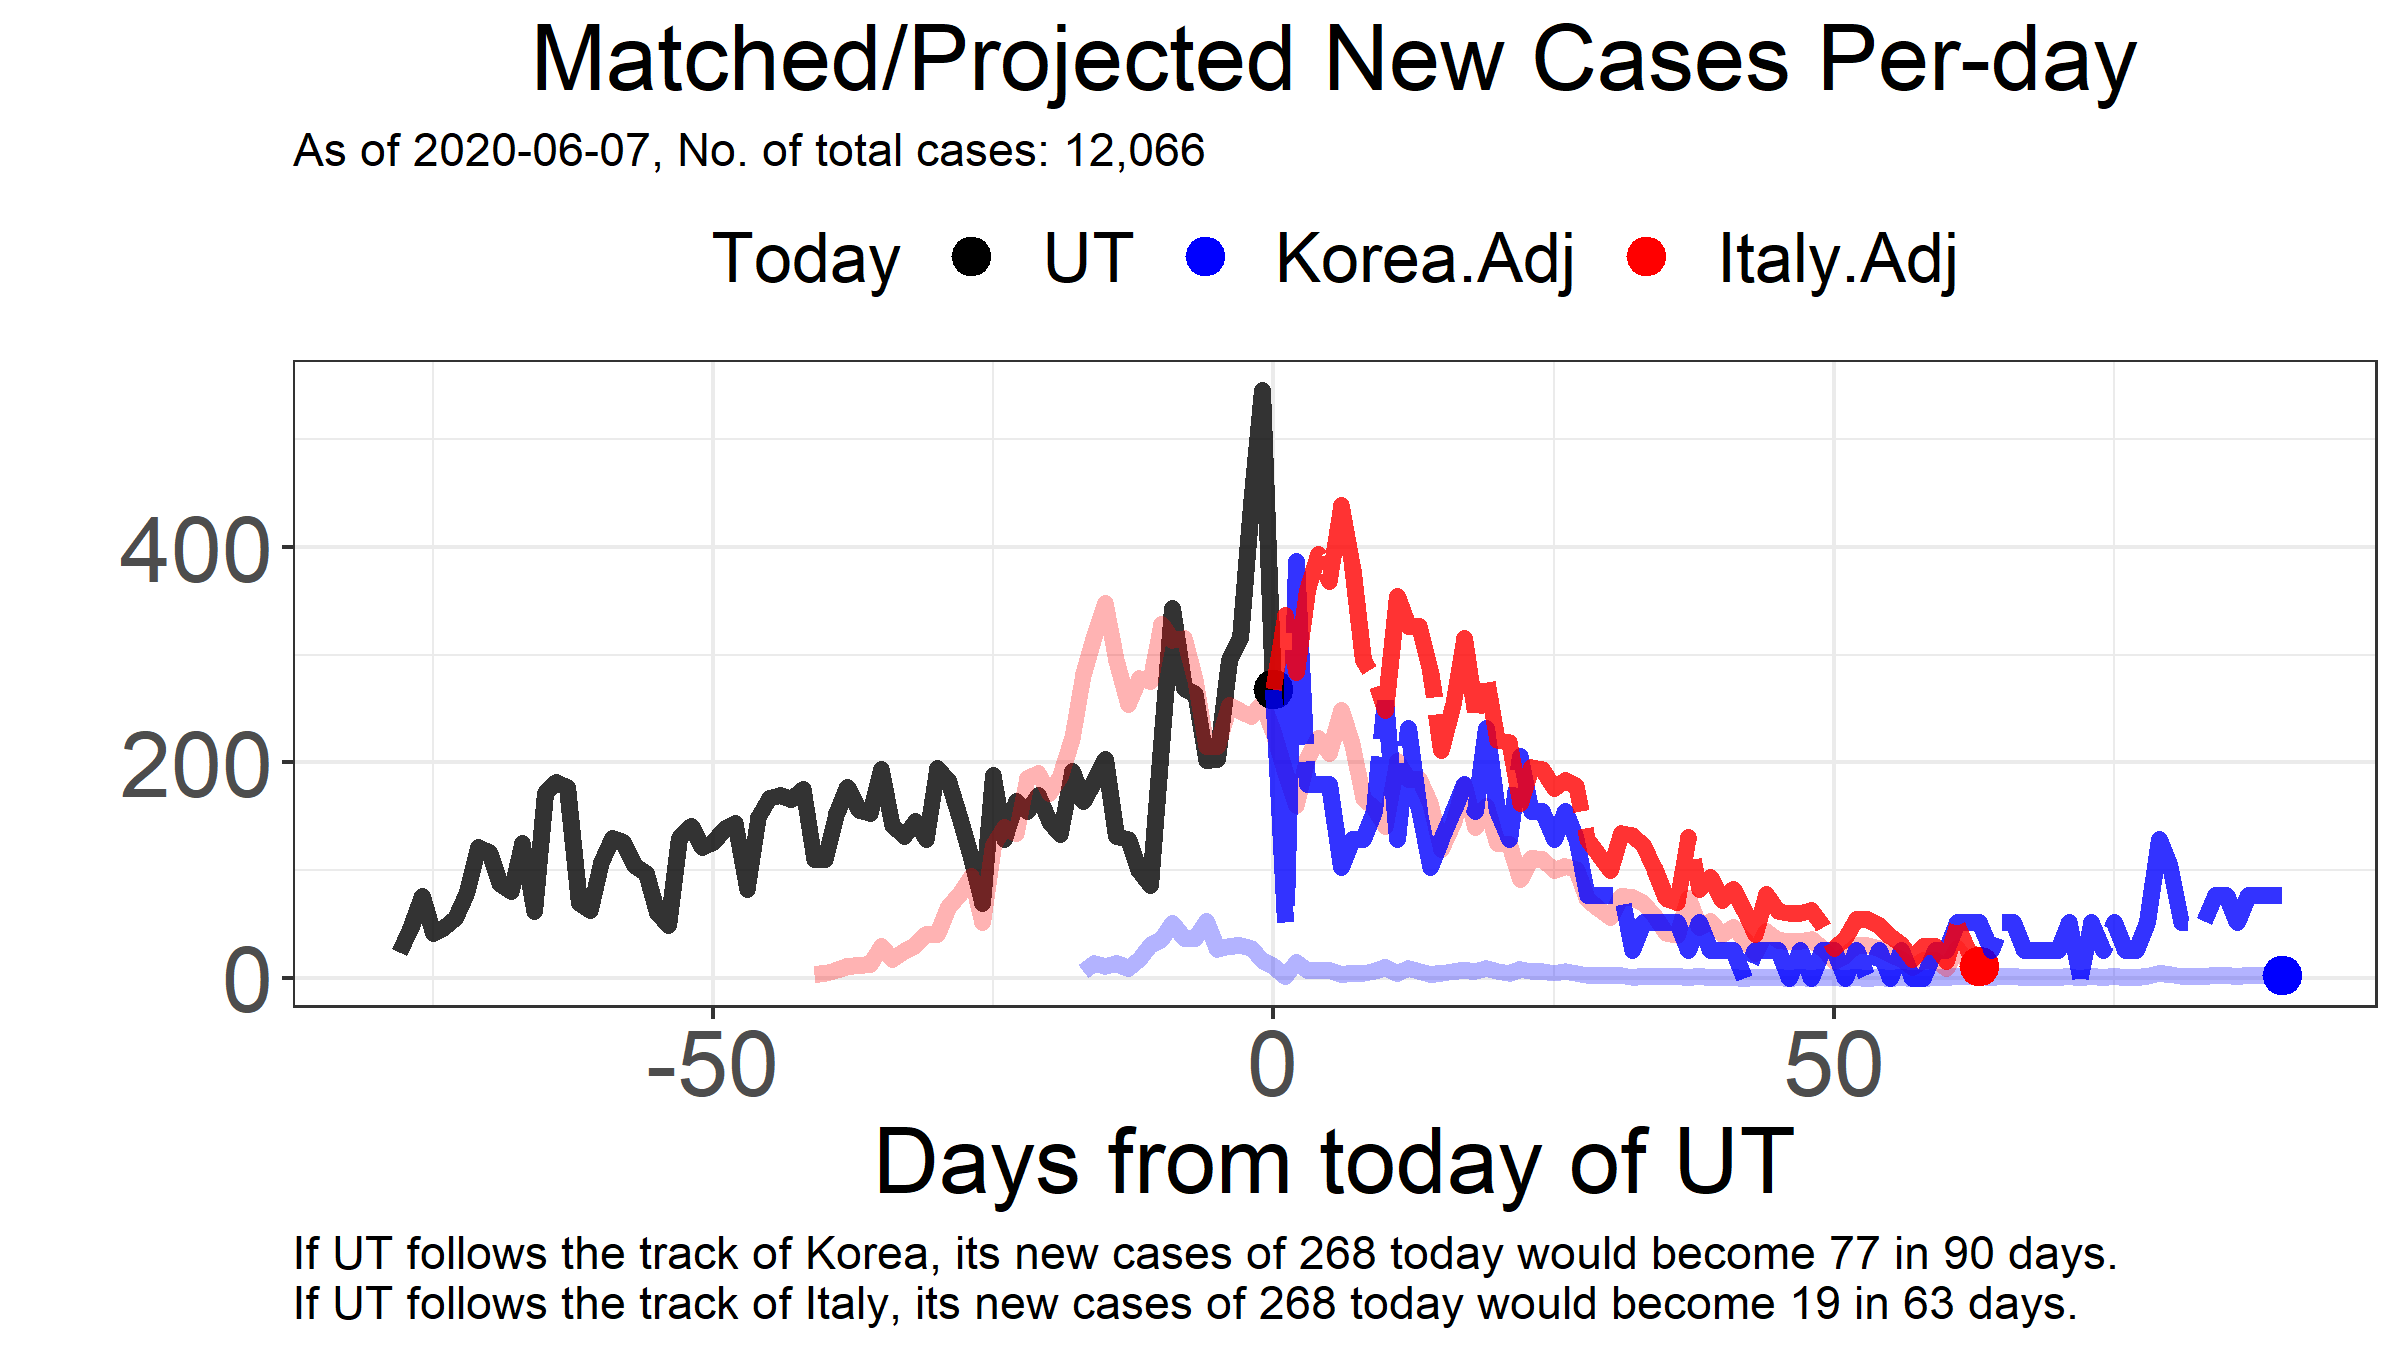 Matched/Projected New Cases Per-day
As of 2020-06-07, No. of total cases: 12,066
Today UT Korea.Adj Italy.Adj
400
200
0
-50 0 50
Days from today of UT
If UT follows the track of Korea, its new cases of 268 today would become 77 in 90 days.
If UT follows the track of Italy, its new cases of 268 today would become 19 in 63 days.